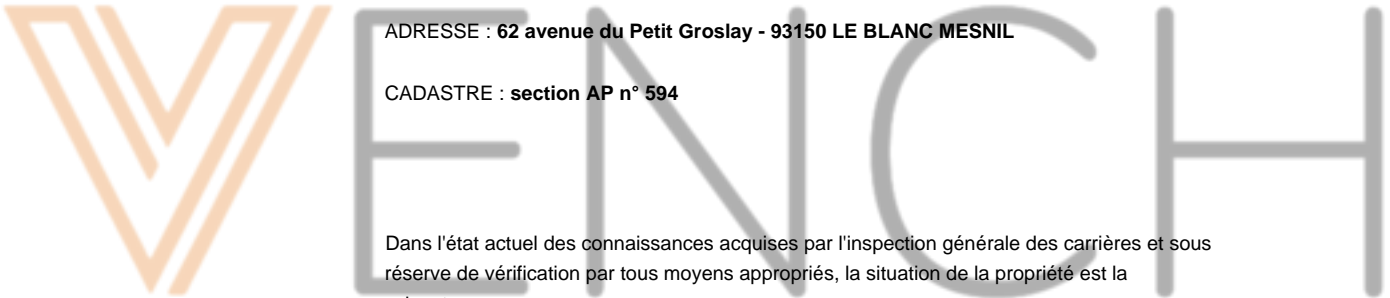 VENCH
ADRESSE : 62 avenue du Petit Groslay - 93150 LE BLANC MESNIL
CADASTRE : section AP n° 594
Dans l'état actuel des connaissances acquises par l'inspection générale des carrières et sous
réserve de vérification par tous moyens appropriés, la situation de la propriété est la